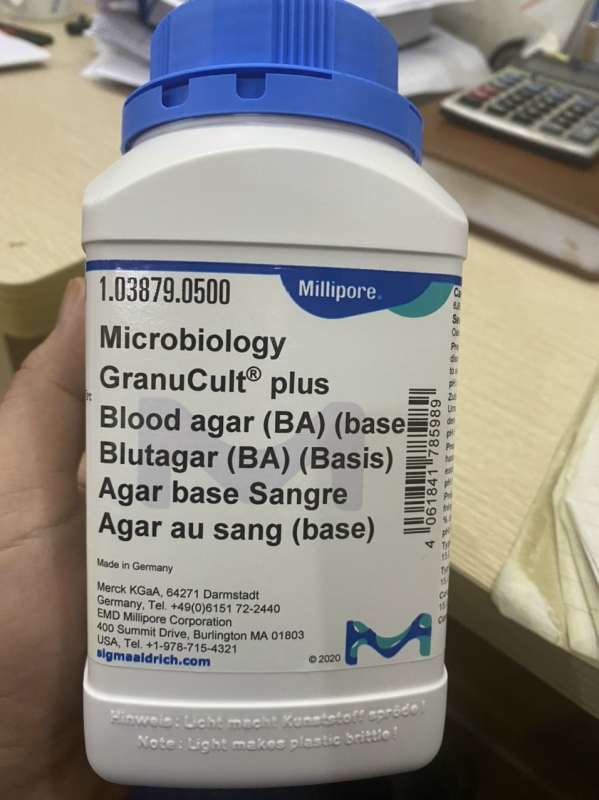 1.03879.0500
Millipore®
Microbiology
GranuCult® plus
Blood agar (BA) (base
Blutagar (BA) (Basis)
Agar base Sangre
Agar au sang (base)
4 061841 785989
Made in Germany
Merck KGaA, 64271 Darmstadt
Germany, Tel. +49(0)6151 72-2440
EMD Millipore Corporation
400 Summit Drive, Burlington MA 01803
USA, Tel. +1-978-715-4321
sigmaaldrich.com
© 2020
Hinweis: Licht macht Kunststoff spröde!
Note: Light makes plastic brittle!